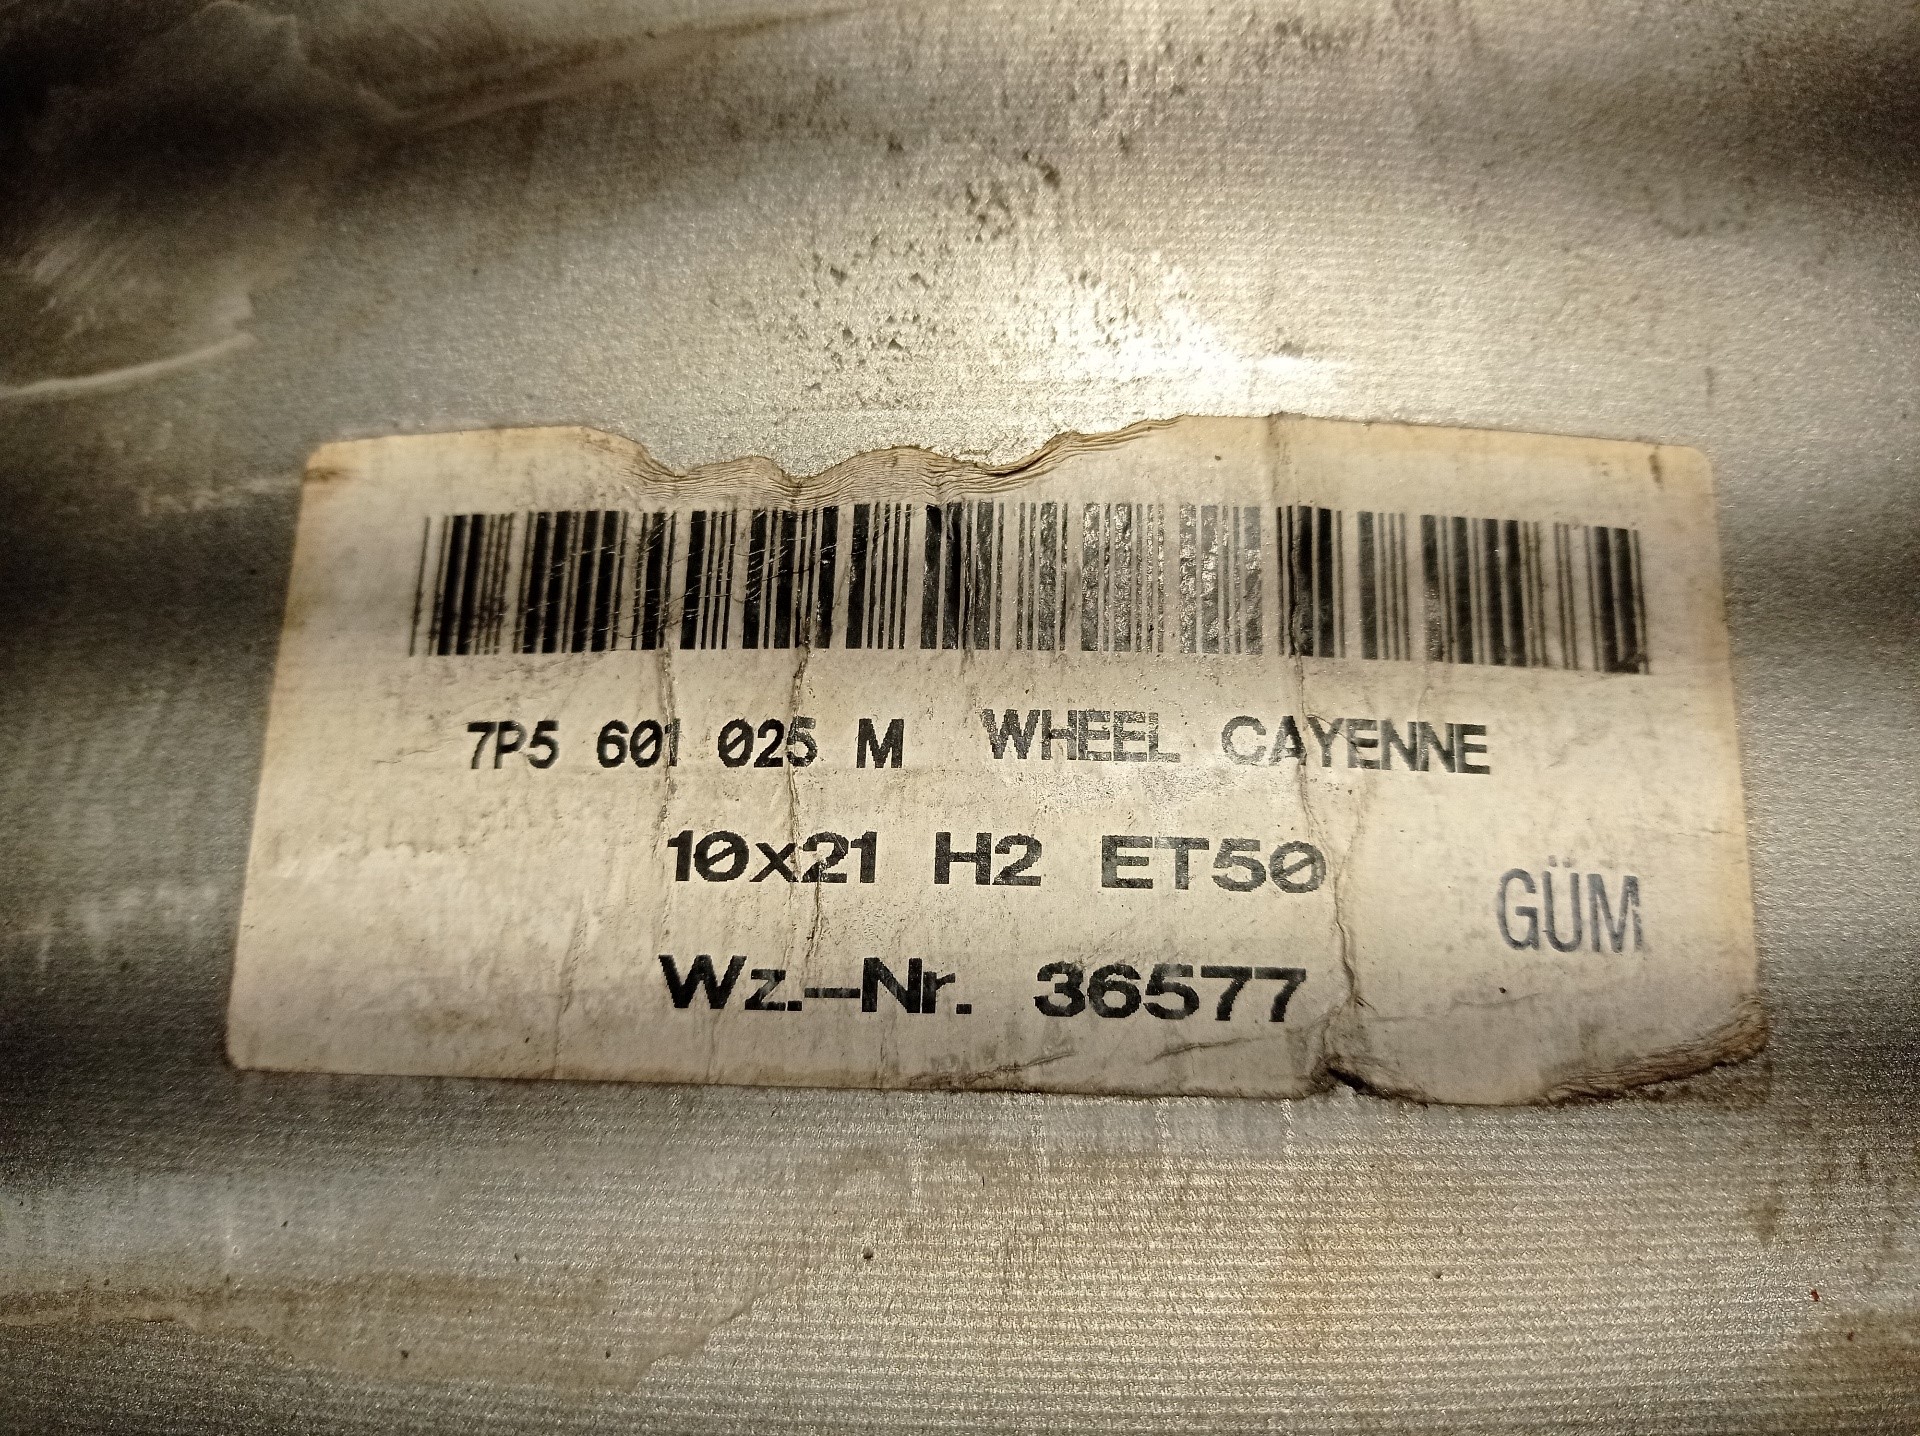 7P5 601 025 M WHEEL CAYENNE
10x21 H2 ET50
GÜM
Wz.-Nr. 36577